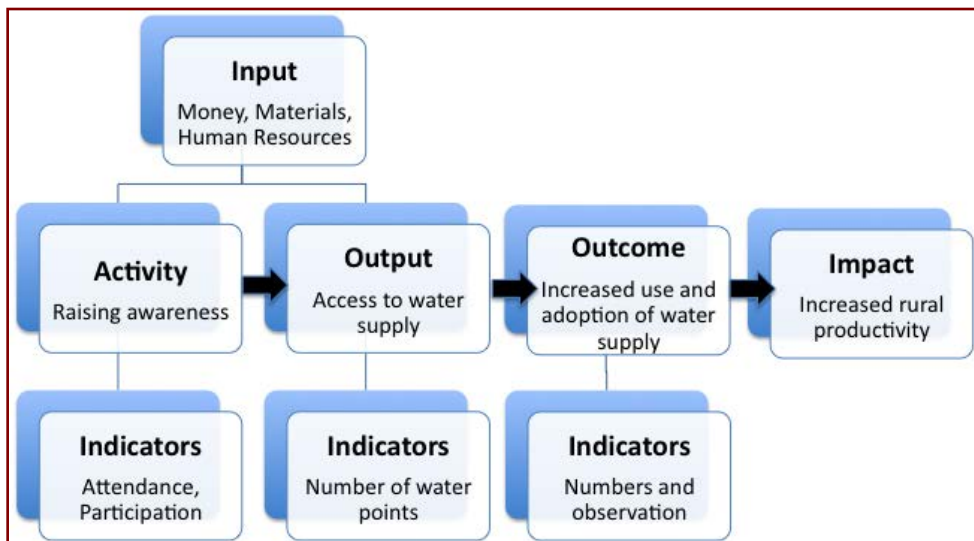 Input
Money, Materials,
Human Resources
Activity
Raising awareness
Output
Access to water
supply
Outcome
Increased use and
adoption of water
supply
Impact
Increased rural
productivity
Indicators
Attendance,
Participation
Indicators
Number of water
points
Indicators
Numbers and
observation